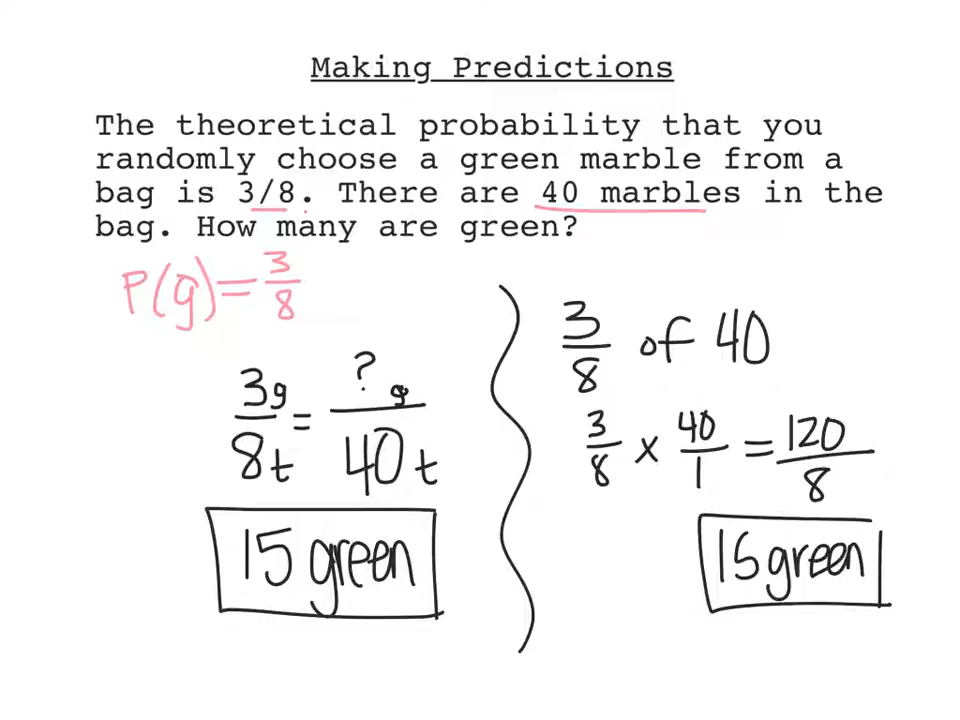 Making Predictions
The theoretical probability that you
randomly choose a green marble from a
bag is 3/8. There are 40 marbles in the
bag. How many are green?
P(g)=3/8
3g/8t = ?g/40t
15 green
3/8 of 40
3/8 x 40/1 = 120/8
15 green